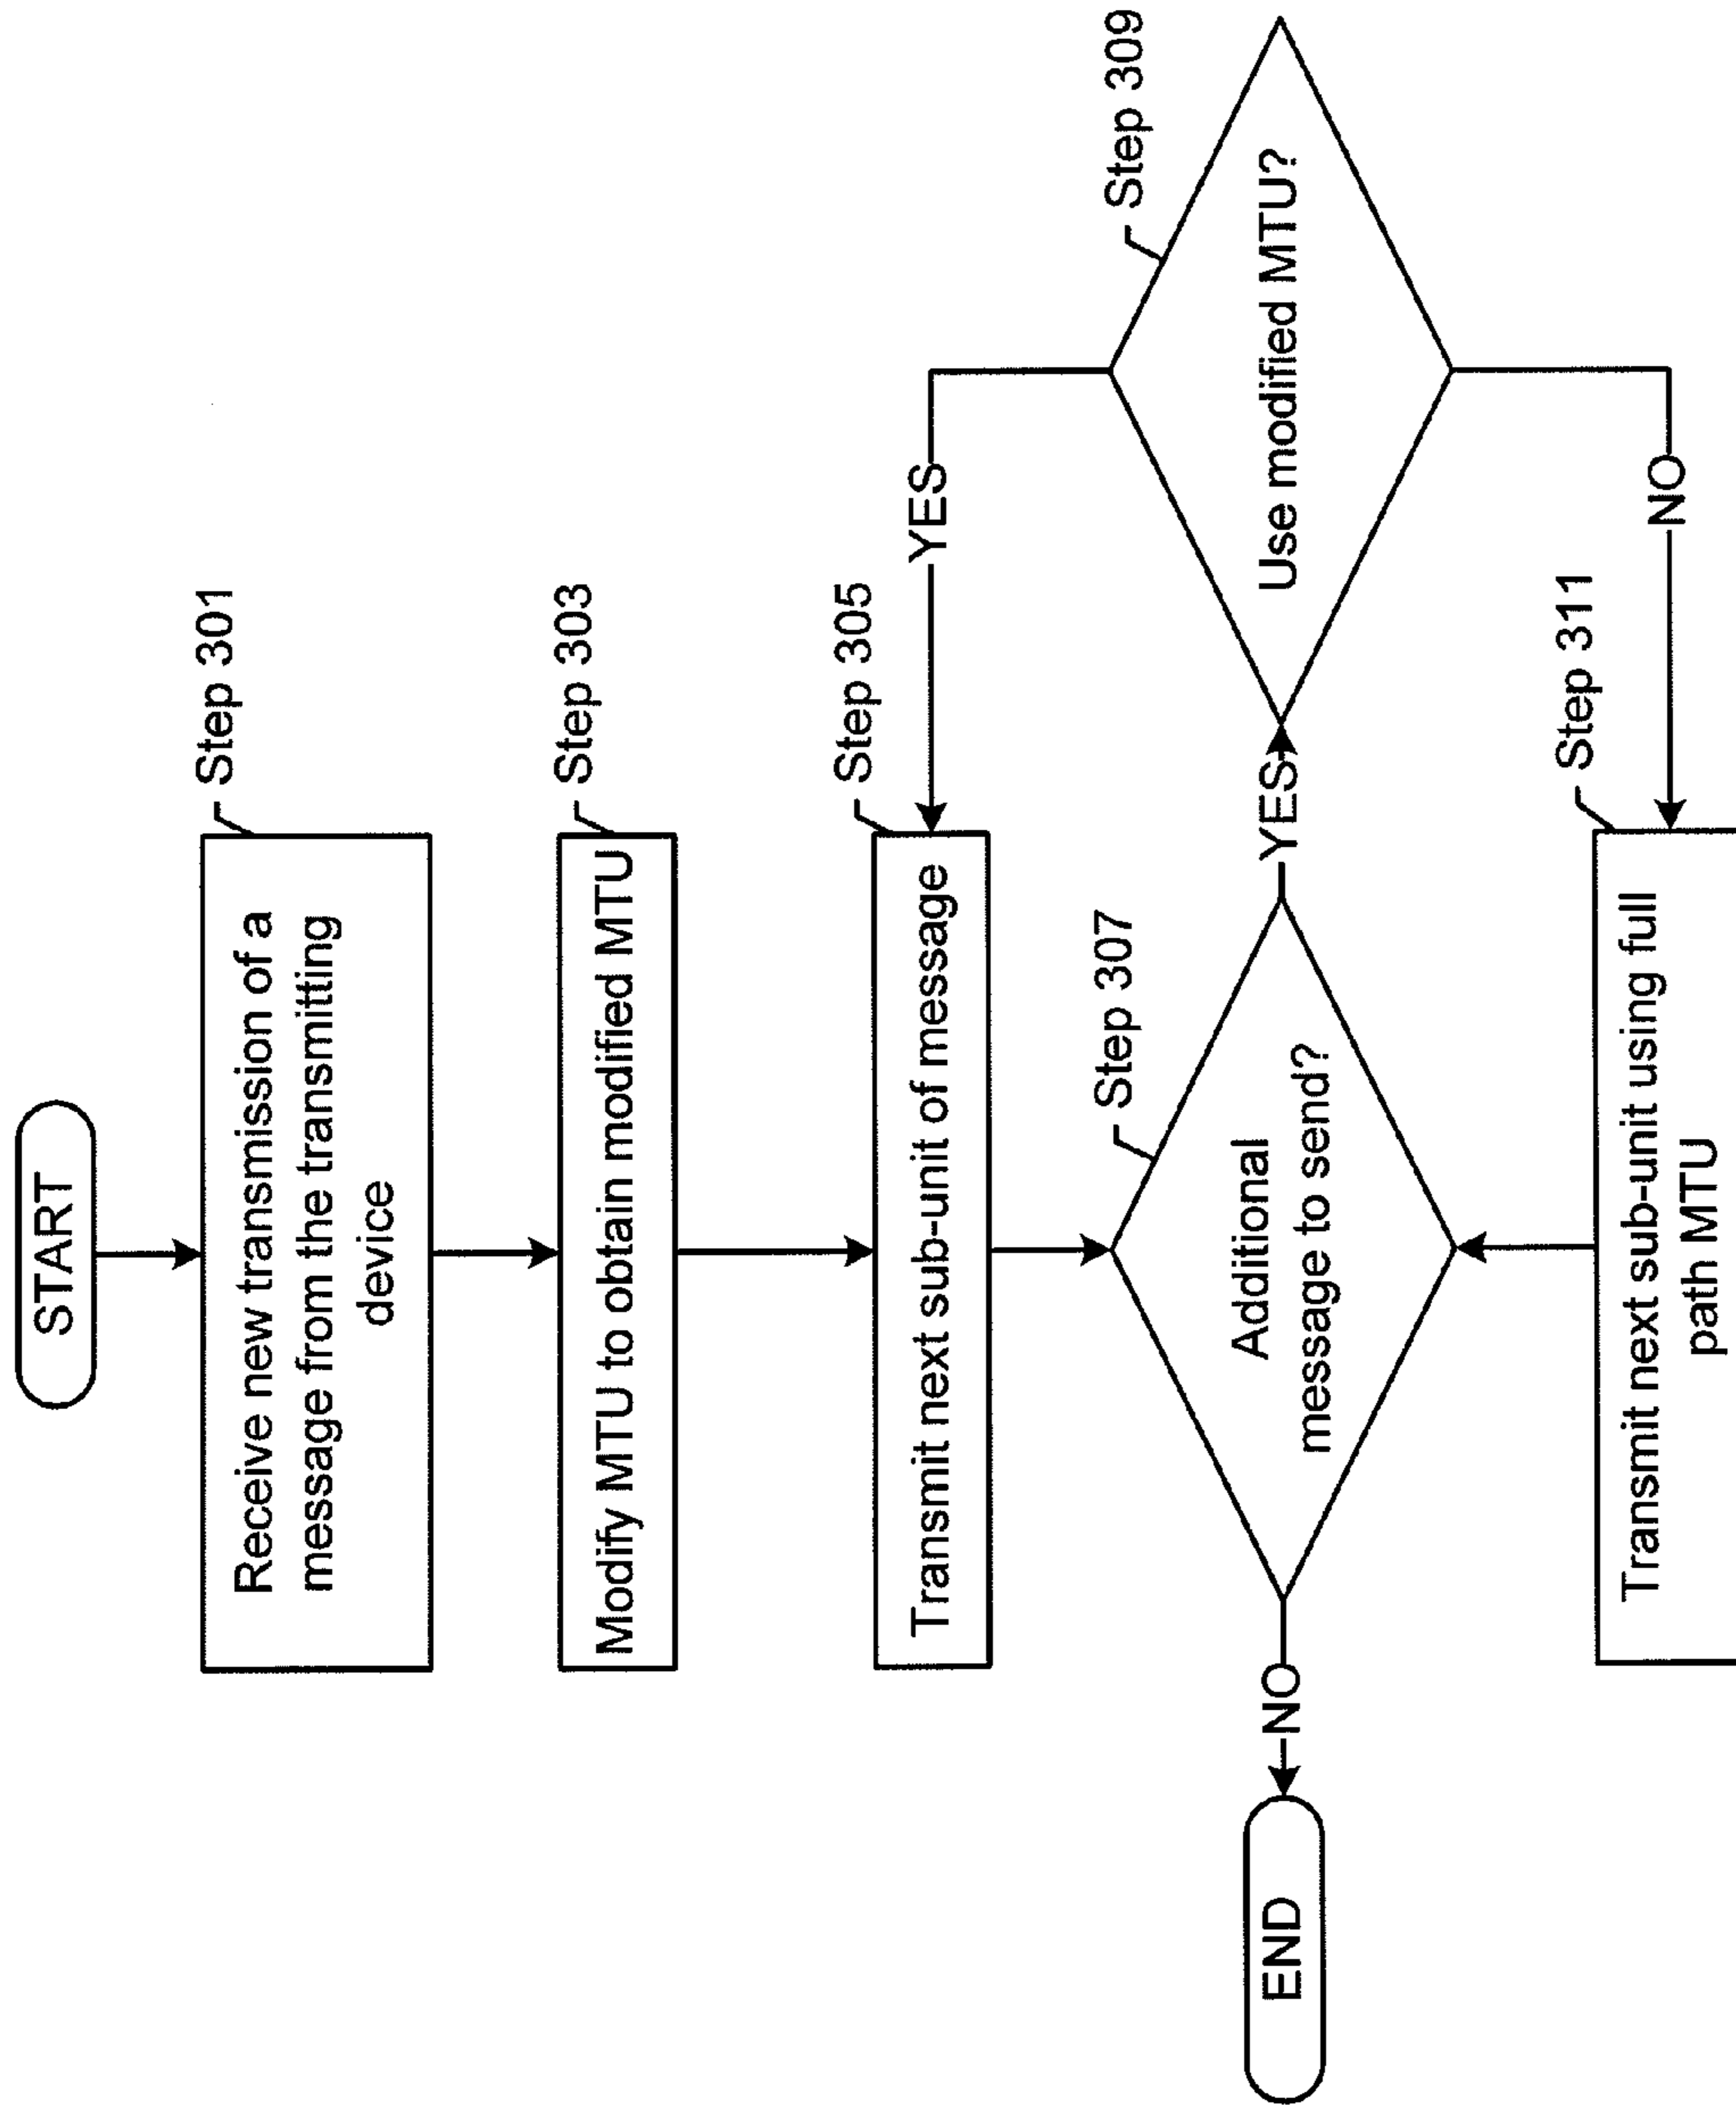 START
Step 301
Receive new transmission of a
message from the transmitting
device
Step 303
Modify MTU to obtain modified MTU
Step 305
Transmit next sub-unit of message
YES
Step 307
Additional
message to send?
NO
END
YES
Step 309
Use modified MTU?
NO
Step 311
Transmit next sub-unit using full
path MTU